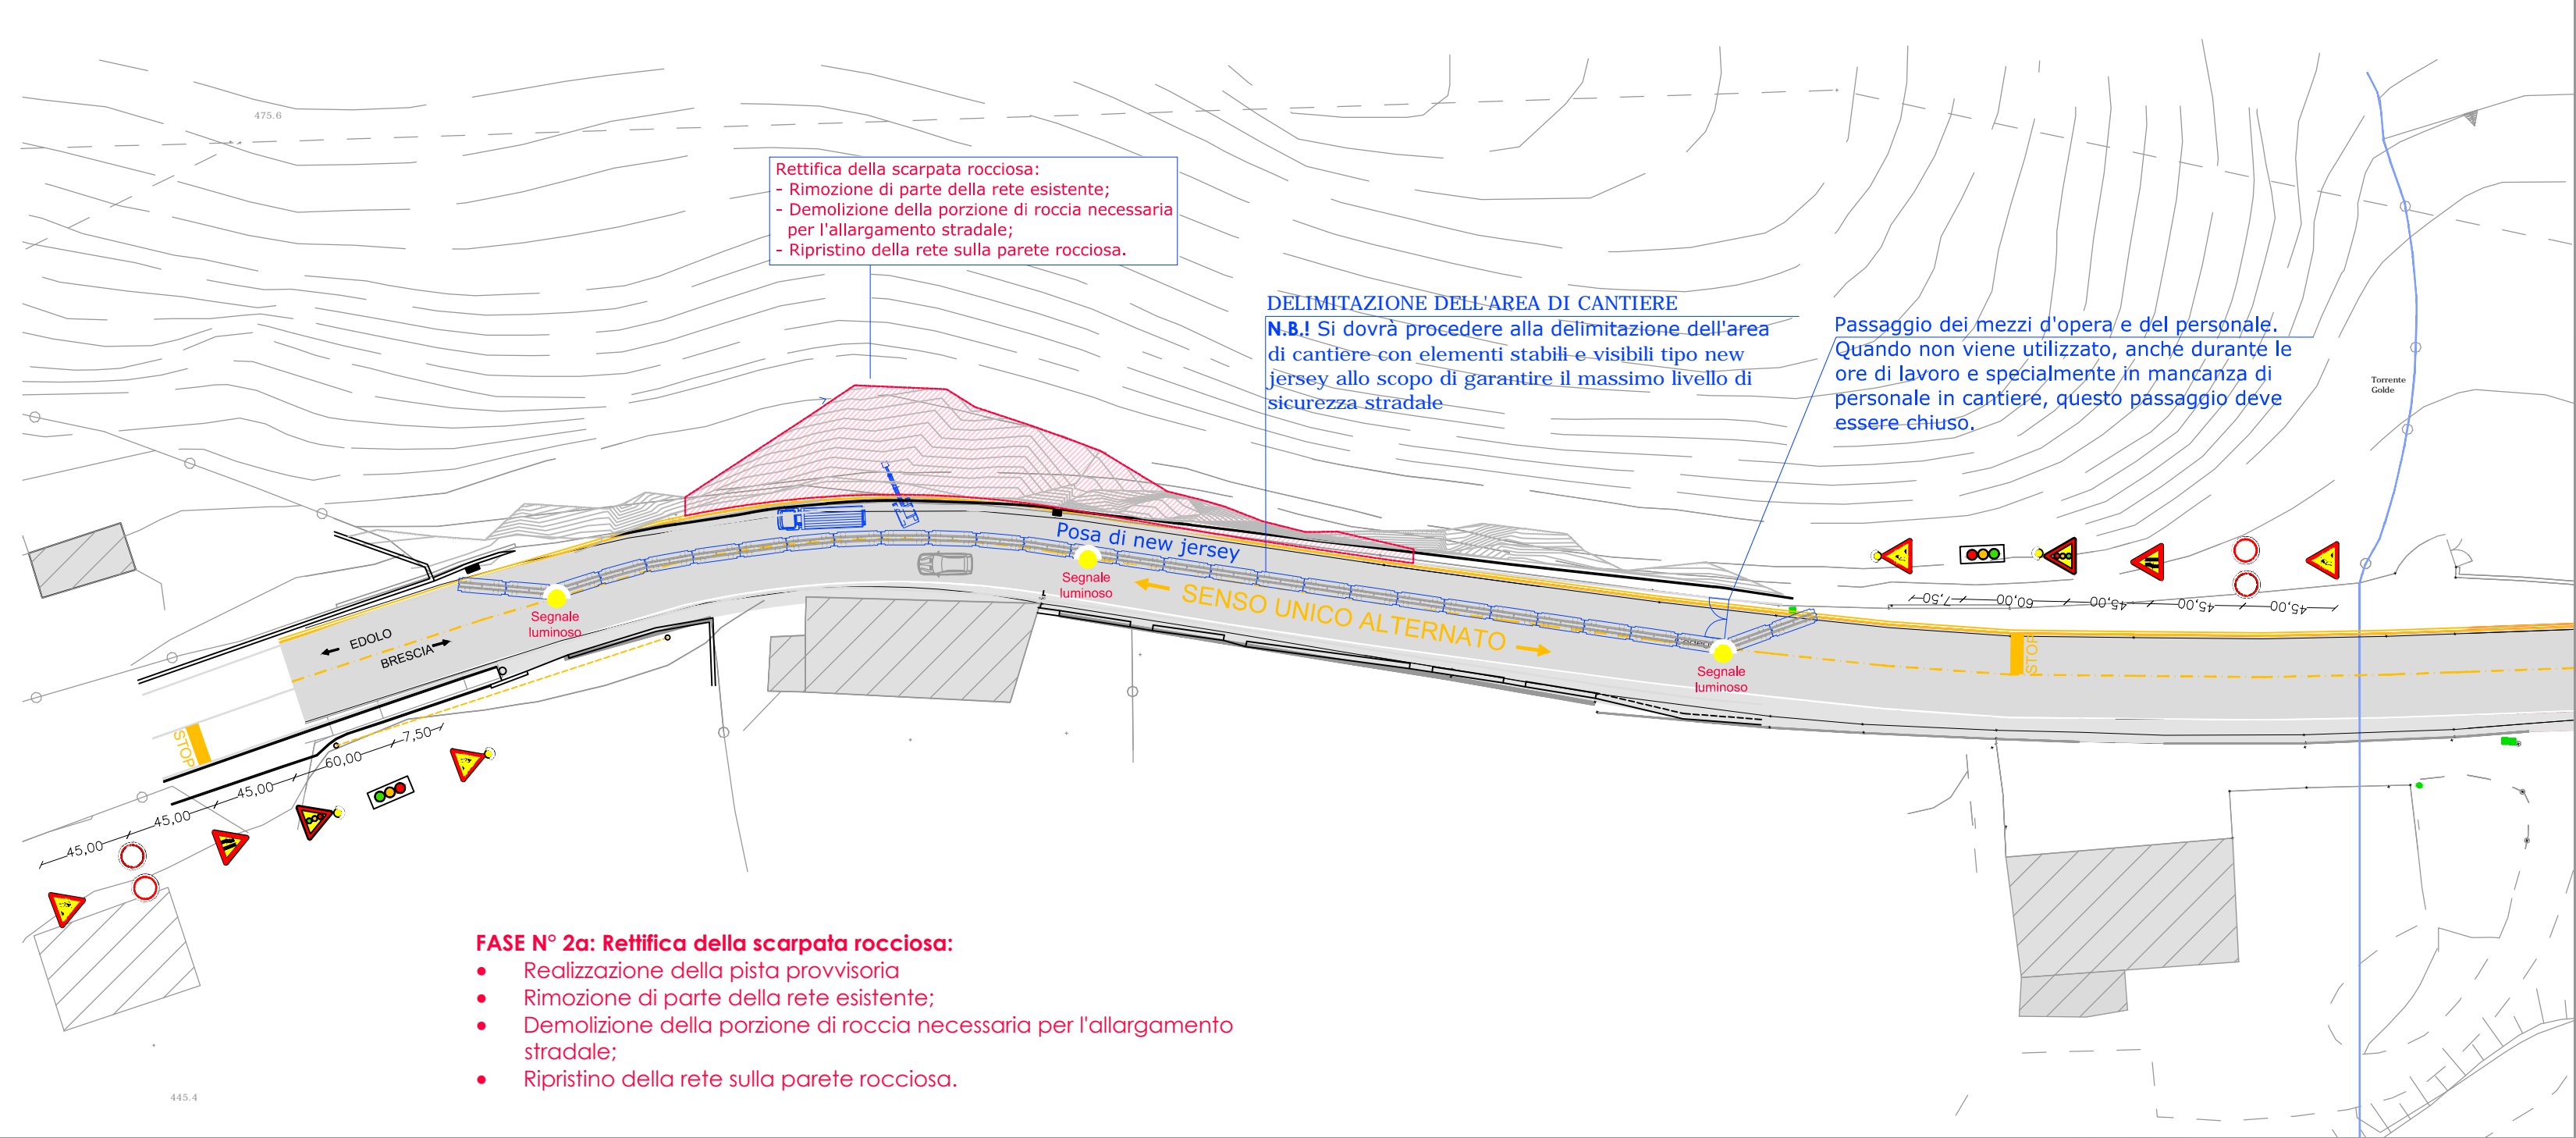 475.6
Rettifica della scarpata rocciosa:
- Rimozione di parte della rete esistente;
- Demolizione della porzione di roccia necessaria
per l'allargamento stradale;
- Ripristino della rete sulla parete rocciosa.
DELIMITAZIONE DELL'AREA DI CANTIERE
N.B.! Si dovrà procedere alla delimitazione dell'area
di cantiere con elementi stabili e visibili tipo new
jersey allo scopo di garantire il massimo livello di
sicurezza stradale
Passaggio dei mezzi d'opera e del personale.
Quando non viene utilizzato, anche durante le
ore di lavoro e specialmente in mancanza di
personale in cantiere, questo passaggio deve
essere chiuso.
Torrente
Golde
Posa di new jersey
Segnale
luminoso
Segnale
luminoso
Segnale
luminoso
SENSO UNICO ALTERNATO
EDOLO
BRESCIA
STOP
STOP
7,50
60,00
45,00
45,00
45,00
7,50
60,00
45,00
45,00
45,00
FASE N° 2a: Rettifica della scarpata rocciosa:
• Realizzazione della pista provvisoria
• Rimozione di parte della rete esistente;
• Demolizione della porzione di roccia necessaria per l'allargamento
stradale;
• Ripristino della rete sulla parete rocciosa.
445.4